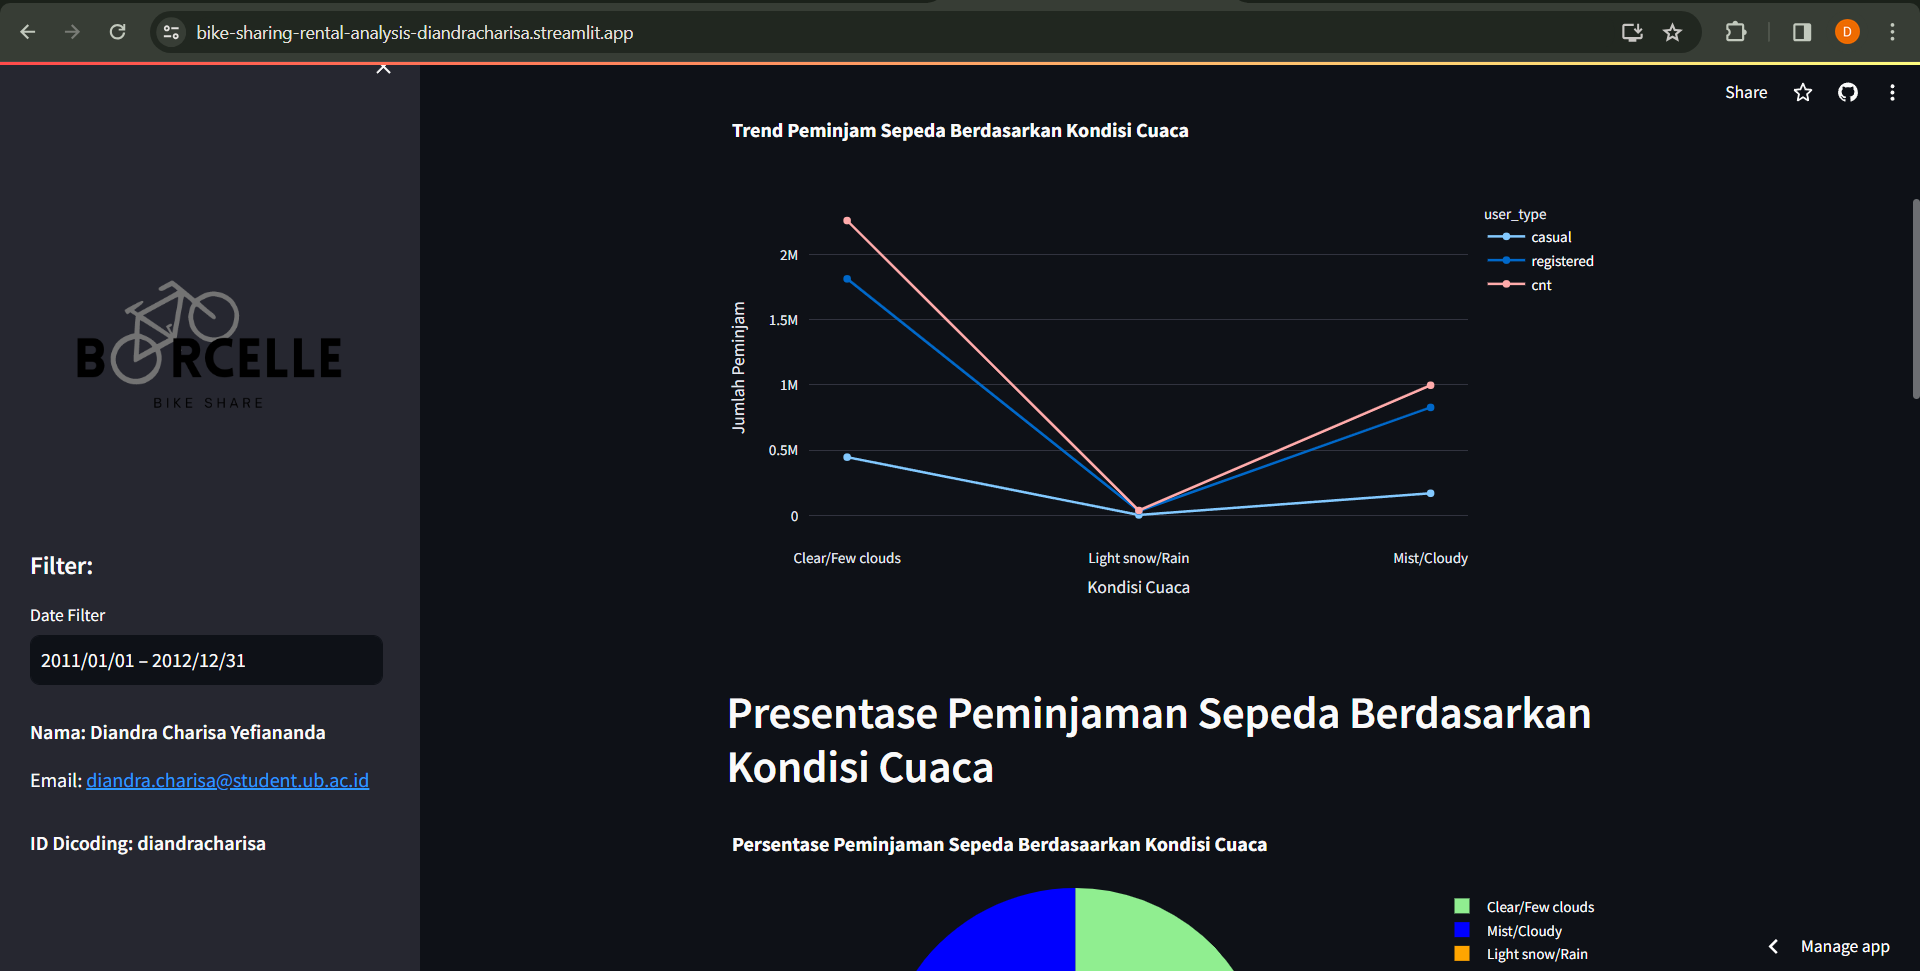 bike-sharing-rental-analysis-diandracharisa.streamlit.app
D
Share
BORCELLE
BIKE SHARE
Filter:
Date Filter
2011/01/01 – 2012/12/31
Nama: Diandra Charisa Yefiananda
Email: diandra.charisa@student.ub.ac.id
ID Dicoding: diandracharisa
Trend Peminjam Sepeda Berdasarkan Kondisi Cuaca
user_type
casual
registered
cnt
Jumlah Peminjam
2M
1.5M
1M
0.5M
0
Clear/Few clouds
Light snow/Rain
Mist/Cloudy
Kondisi Cuaca
Presentase Peminjaman Sepeda Berdasarkan
Kondisi Cuaca
Persentase Peminjaman Sepeda Berdasaarkan Kondisi Cuaca
Clear/Few clouds
Mist/Cloudy
Light snow/Rain
Manage app